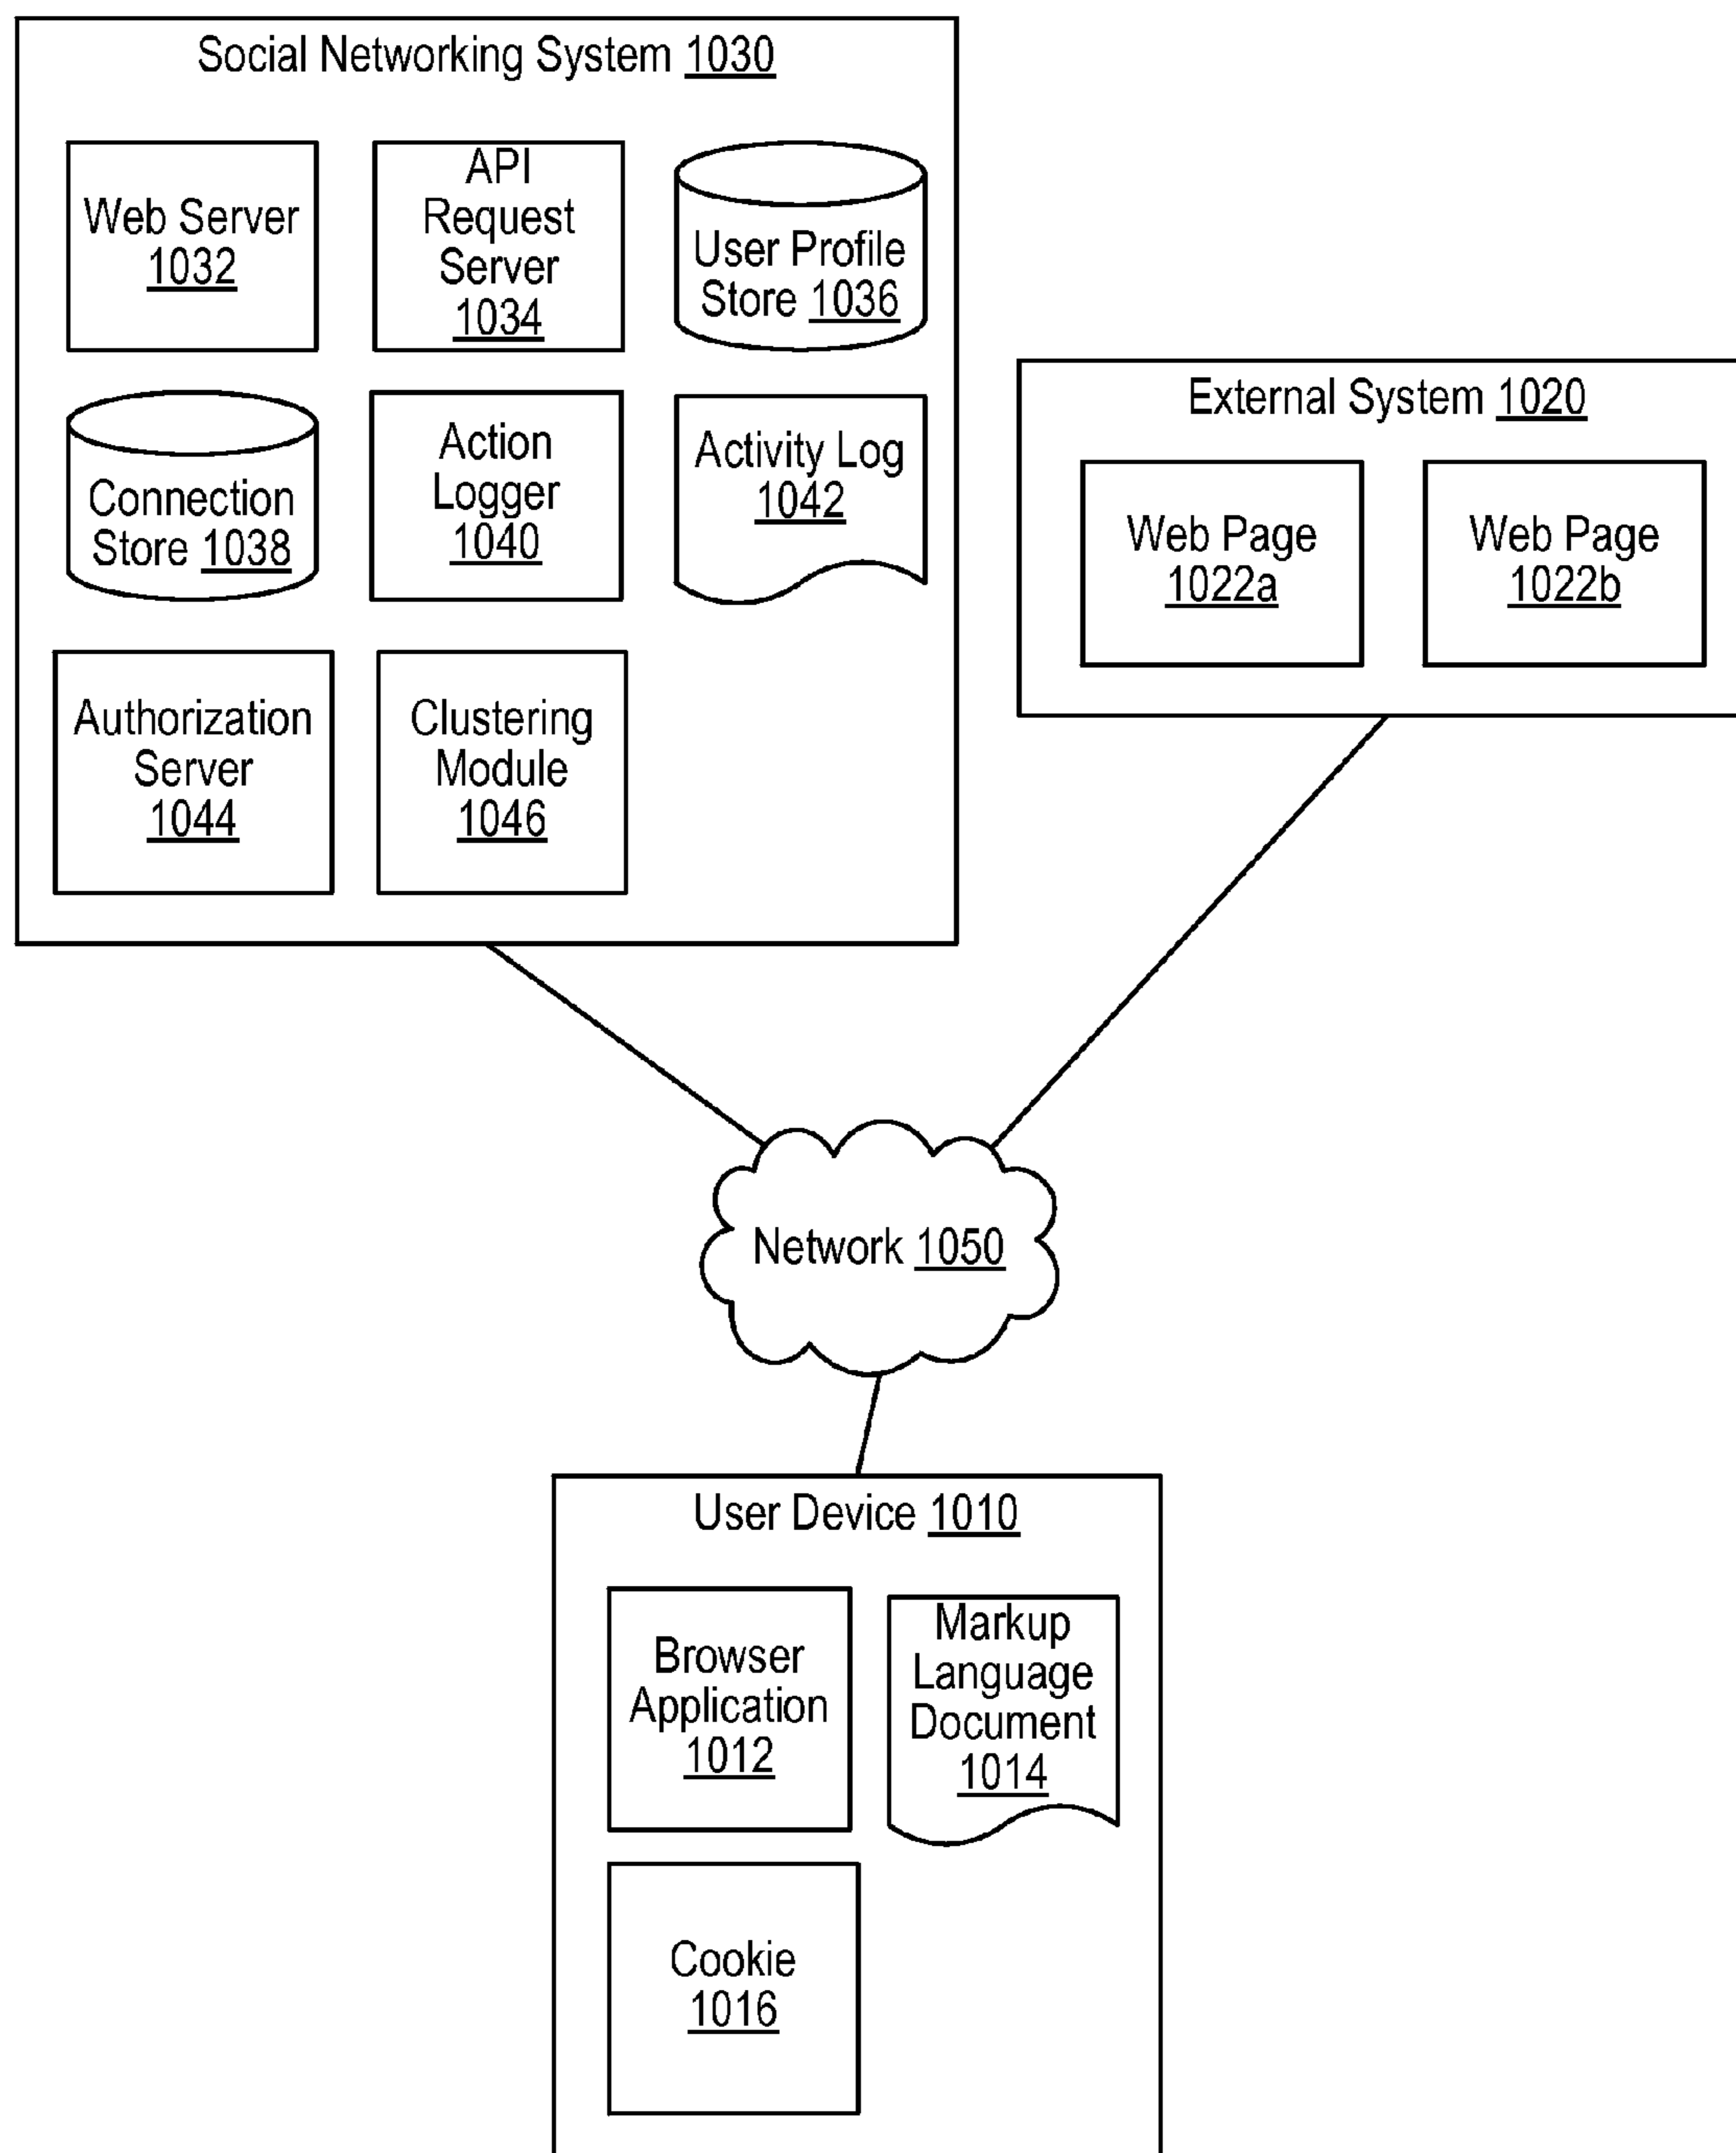 Social Networking System 1030
Web Server
1032
API
Request
Server
1034
User Profile
Store 1036
Connection
Store 1038
Action
Logger
1040
Activity Log
1042
Authorization
Server
1044
Clustering
Module
1046
External System 1020
Web Page
1022a
Web Page
1022b
Network 1050
User Device 1010
Browser
Application
1012
Markup
Language
Document
1014
Cookie
1016